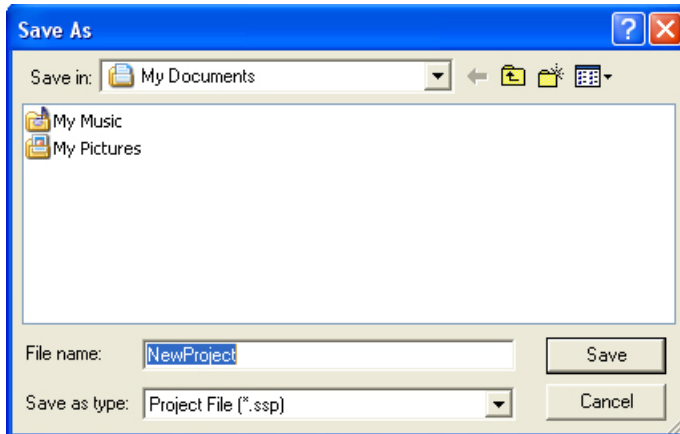 Save As
Save in: My Documents
My Music
My Pictures
File name: NewProject Save
Save as type: Project File (*.ssp) Cancel